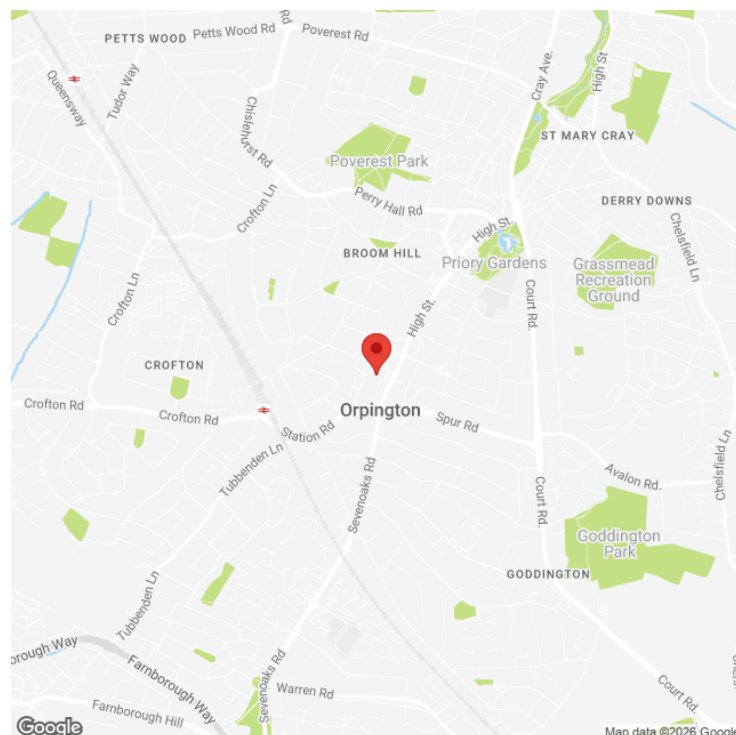 PETTS WOOD
Petts Wood Rd
Poverest Rd
Rd
Queensway
Tudor Way
Cray Ave.
High St
Chislehurst Rd
ST MARY CRAY
Poverest Park
Crofton Ln
Perry Hall Rd
DERRY DOWNS
Chelsfield Ln
High St.
BROOM HILL
Priory Gardens
Grassmead
Recreation
Ground
Crofton Ln
High St.
Court Rd.
CROFTON
Crofton Rd
Crofton Rd
Orpington
Station Rd
Spur Rd
Tubbenden Ln
Sevenoaks Rd
Avalon Rd.
Chelsfield Ln
Court Rd.
Goddington
Park
GODDINGTON
Tubbenden Ln
orough Way
Farnborough Way
Sevenoaks Rd
Warren Rd
Court Rd.
Farnborough Hill
Google
Map data ©2026 Google